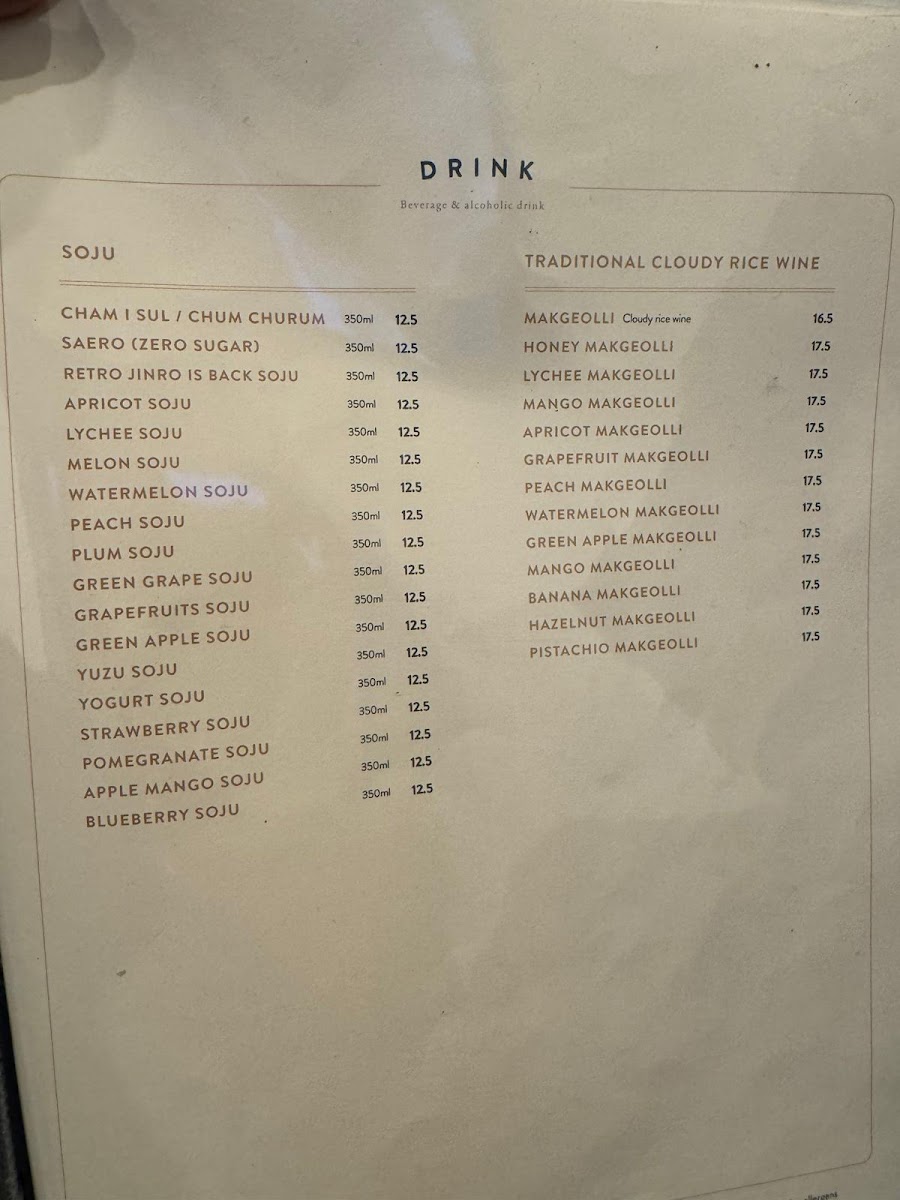 DRINK
Beverage & alcoholic drink
SOJU
CHAM I SUL / CHUM CHURUM 350ml 12.5
SAERO (ZERO SUGAR) 350ml 12.5
RETRO JINRO IS BACK SOJU 350ml 12.5
APRICOT SOJU 350ml 12.5
LYCHEE SOJU 350ml 12.5
MELON SOJU 350ml 12.5
WATERMELON SOJU 350ml 12.5
PEACH SOJU 350ml 12.5
PLUM SOJU 350ml 12.5
GREEN GRAPE SOJU 350ml 12.5
GRAPEFRUITS SOJU 350ml 12.5
GREEN APPLE SOJU 350ml 12.5
YUZU SOJU 350ml 12.5
YOGURT SOJU 350ml 12.5
STRAWBERRY SOJU 350ml 12.5
POMEGRANATE SOJU 350ml 12.5
APPLE MANGO SOJU 350ml 12.5
BLUEBERRY SOJU 350ml 12.5
TRADITIONAL CLOUDY RICE WINE
MAKGEOLLI Cloudy rice wine 16.5
HONEY MAKGEOLLI 17.5
LYCHEE MAKGEOLLI 17.5
MANGO MAKGEOLLI 17.5
APRICOT MAKGEOLLI 17.5
GRAPEFRUIT MAKGEOLLI 17.5
PEACH MAKGEOLLI 17.5
WATERMELON MAKGEOLLI 17.5
GREEN APPLE MAKGEOLLI 17.5
MANGO MAKGEOLLI 17.5
BANANA MAKGEOLLI 17.5
HAZELNUT MAKGEOLLI 17.5
PISTACHIO MAKGEOLLI 17.5